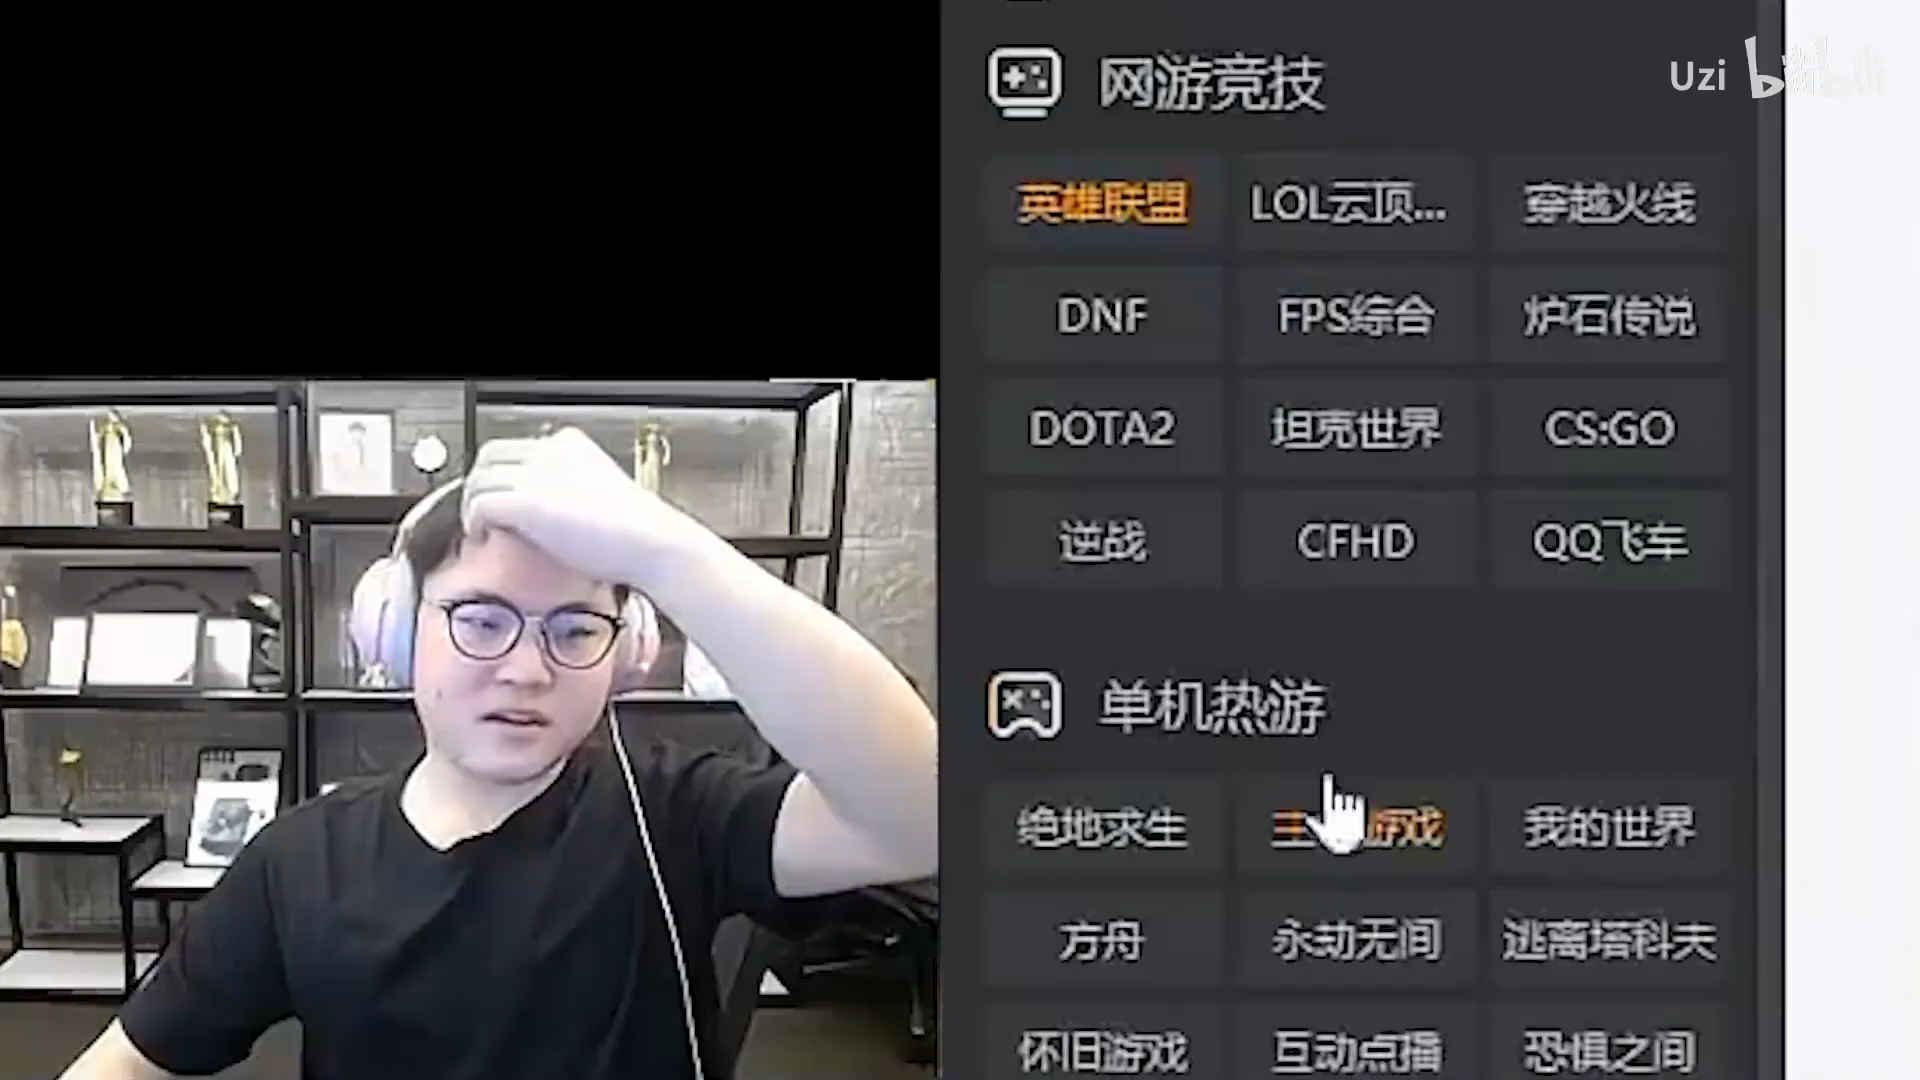 Uzi bilibili
网游竞技
英雄联盟 LOL云顶... 穿越火线
DNF FPS综合 炉石传说
DOTA2 坦克世界 CS:GO
逆战 CFHD QQ飞车
单机热游
绝地求生 主 游戏 我的世界
方舟 永劫无间 逃离塔科夫
怀旧游戏 互动点播 恐惧之间